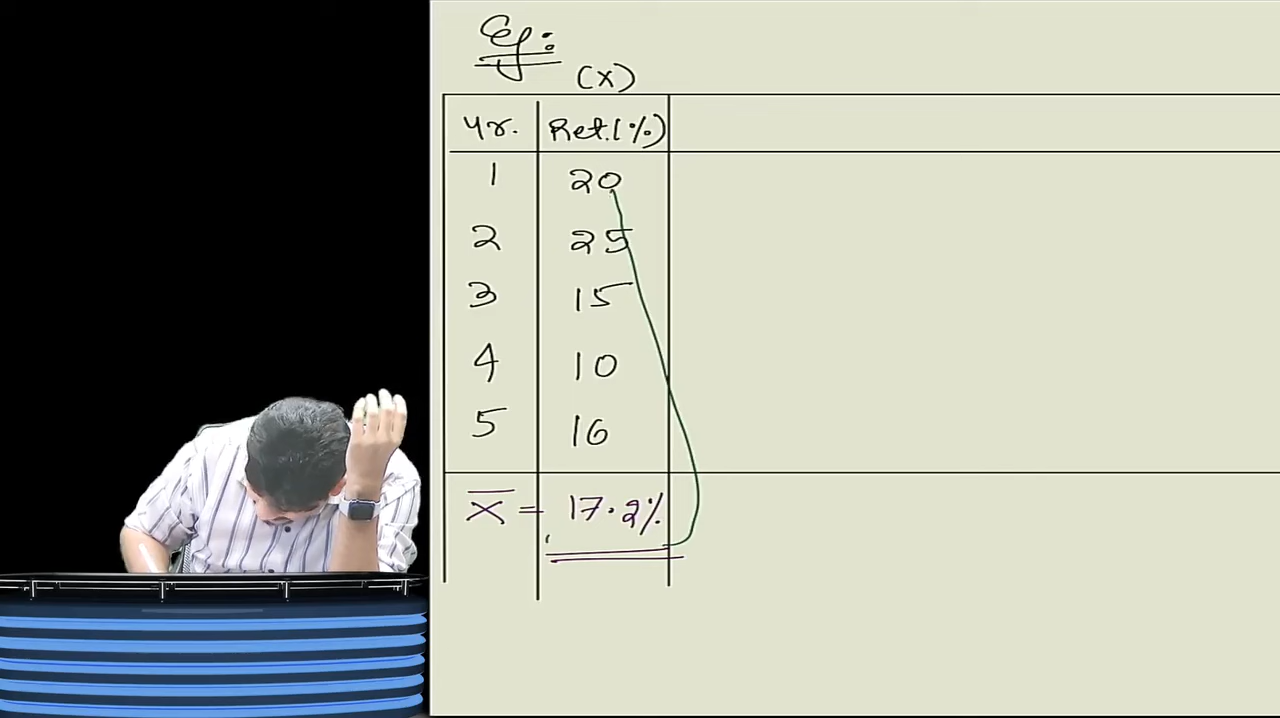 Eg:
(X)
Yr. Ret.(%)
1 20
2 25
3 15
4 10
5 16
X̅ = 17.2%